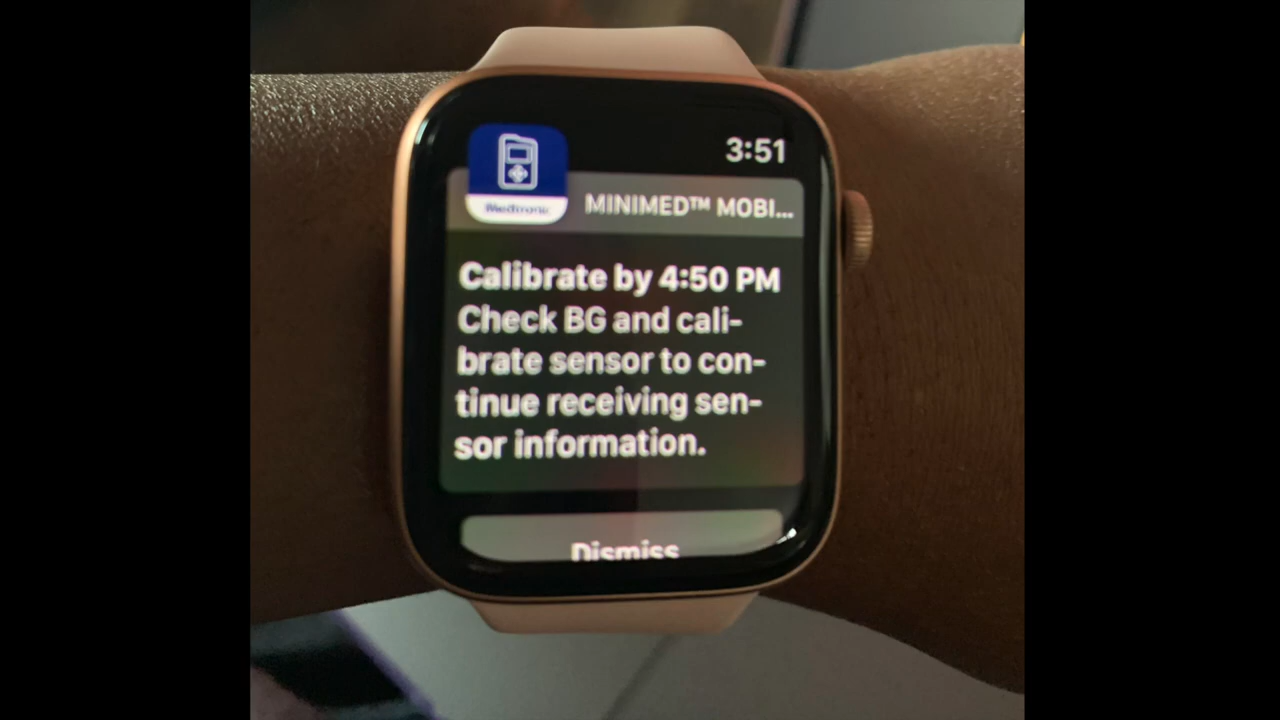 3:51
Medtronic
MINIMED™ MOBI...
Calibrate by 4:50 PM
Check BG and cali-
brate sensor to con-
tinue receiving sen-
sor information.
Dismiss